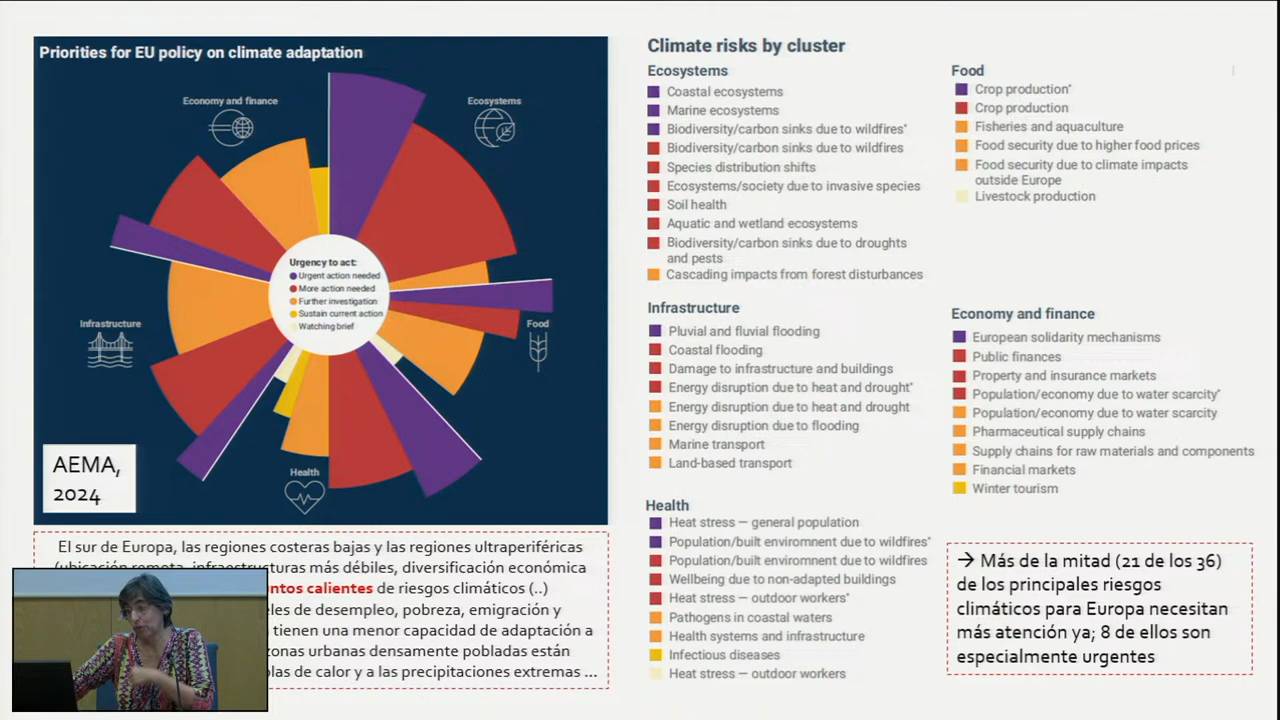 Priorities for EU policy on climate adaptation
Economy and finance
Ecosystems
Urgency to act:
Urgent action needed
More action needed
Further investigation
Sustain current action
Watching brief
Infrastructure
Food
Health
AEMA,
2024
El sur de Europa, las regiones costeras bajas y las regiones ultraperiféricas
(ubicación remota, infraestructuras más débiles, diversificación económica
ntos calientes de riesgos climáticos (..)
les de desempleo, pobreza, emigración y
tienen una menor capacidad de adaptación a
zonas urbanas densamente pobladas están
olas de calor y a las precipitaciones extremas ...
Climate risks by cluster
Ecosystems
Coastal ecosystems
Marine ecosystems
Biodiversity/carbon sinks due to wildfires*
Biodiversity/carbon sinks due to wildfires
Species distribution shifts
Ecosystems/society due to invasive species
Soil health
Aquatic and wetland ecosystems
Biodiversity/carbon sinks due to droughts
and pests
Cascading impacts from forest disturbances
Infrastructure
Pluvial and fluvial flooding
Coastal flooding
Damage to infrastructure and buildings
Energy disruption due to heat and drought*
Energy disruption due to heat and drought
Energy disruption due to flooding
Marine transport
Land-based transport
Health
Heat stress — general population
Population/built enviromnent due to wildfires*
Population/built enviromnent due to wildfires
Wellbeing due to non-adapted buildings
Heat stress — outdoor workers*
Pathogens in coastal waters
Health systems and infrastructure
Infectious diseases
Heat stress — outdoor workers
Food
Crop production*
Crop production
Fisheries and aquaculture
Food security due to higher food prices
Food security due to climate impacts
outside Europe
Livestock production
Economy and finance
European solidarity mechanisms
Public finances
Property and insurance markets
Population/economy due to water scarcity*
Population/economy due to water scarcity
Pharmaceutical supply chains
Supply chains for raw materials and components
Financial markets
Winter tourism
→ Más de la mitad (21 de los 36)
de los principales riesgos
climáticos para Europa necesitan
más atención ya; 8 de ellos son
especialmente urgentes